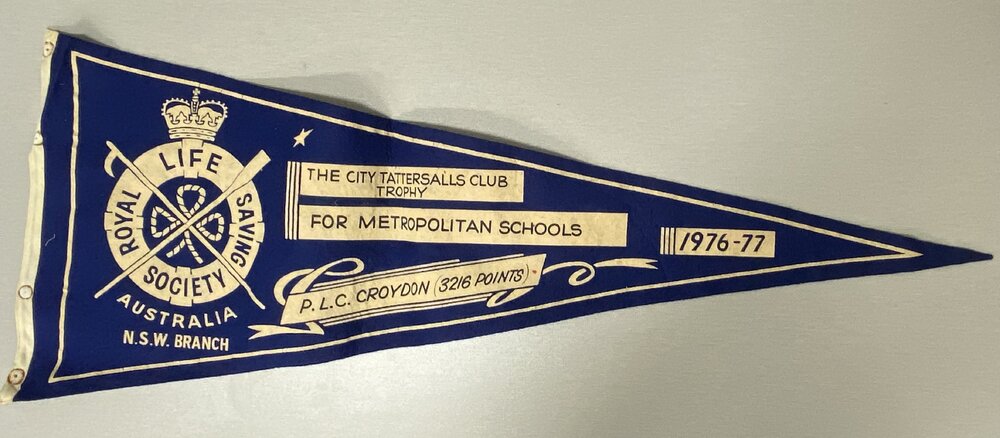 ROYAL LIFE SAVING SOCIETY
AUSTRALIA
N.S.W. BRANCH
THE CITY TATTERSALLS CLUB
TROPHY
FOR METROPOLITAN SCHOOLS
P.L.C. CROYDON (3216 POINTS)
1976-77